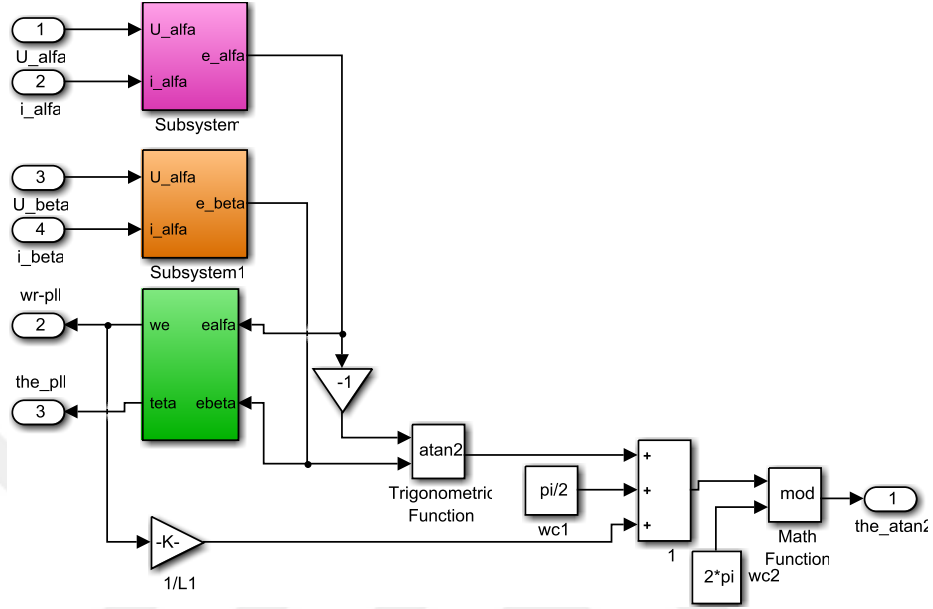 1
U_alfa
2
i_alfa
U_alfa
i_alfa
e_alfa
Subsystem
3
U_beta
4
i_beta
U_alfa
i_alfa
e_beta
Subsystem1
wr-pll
2
the_pll
3
we
teta
ealfa
ebeta
-1
atan2
Trigonometric
Function
pi/2
wc1
+
+
+
1
-K-
1/L1
mod
Math
Function
2*pi
wc2
1
the_atan2